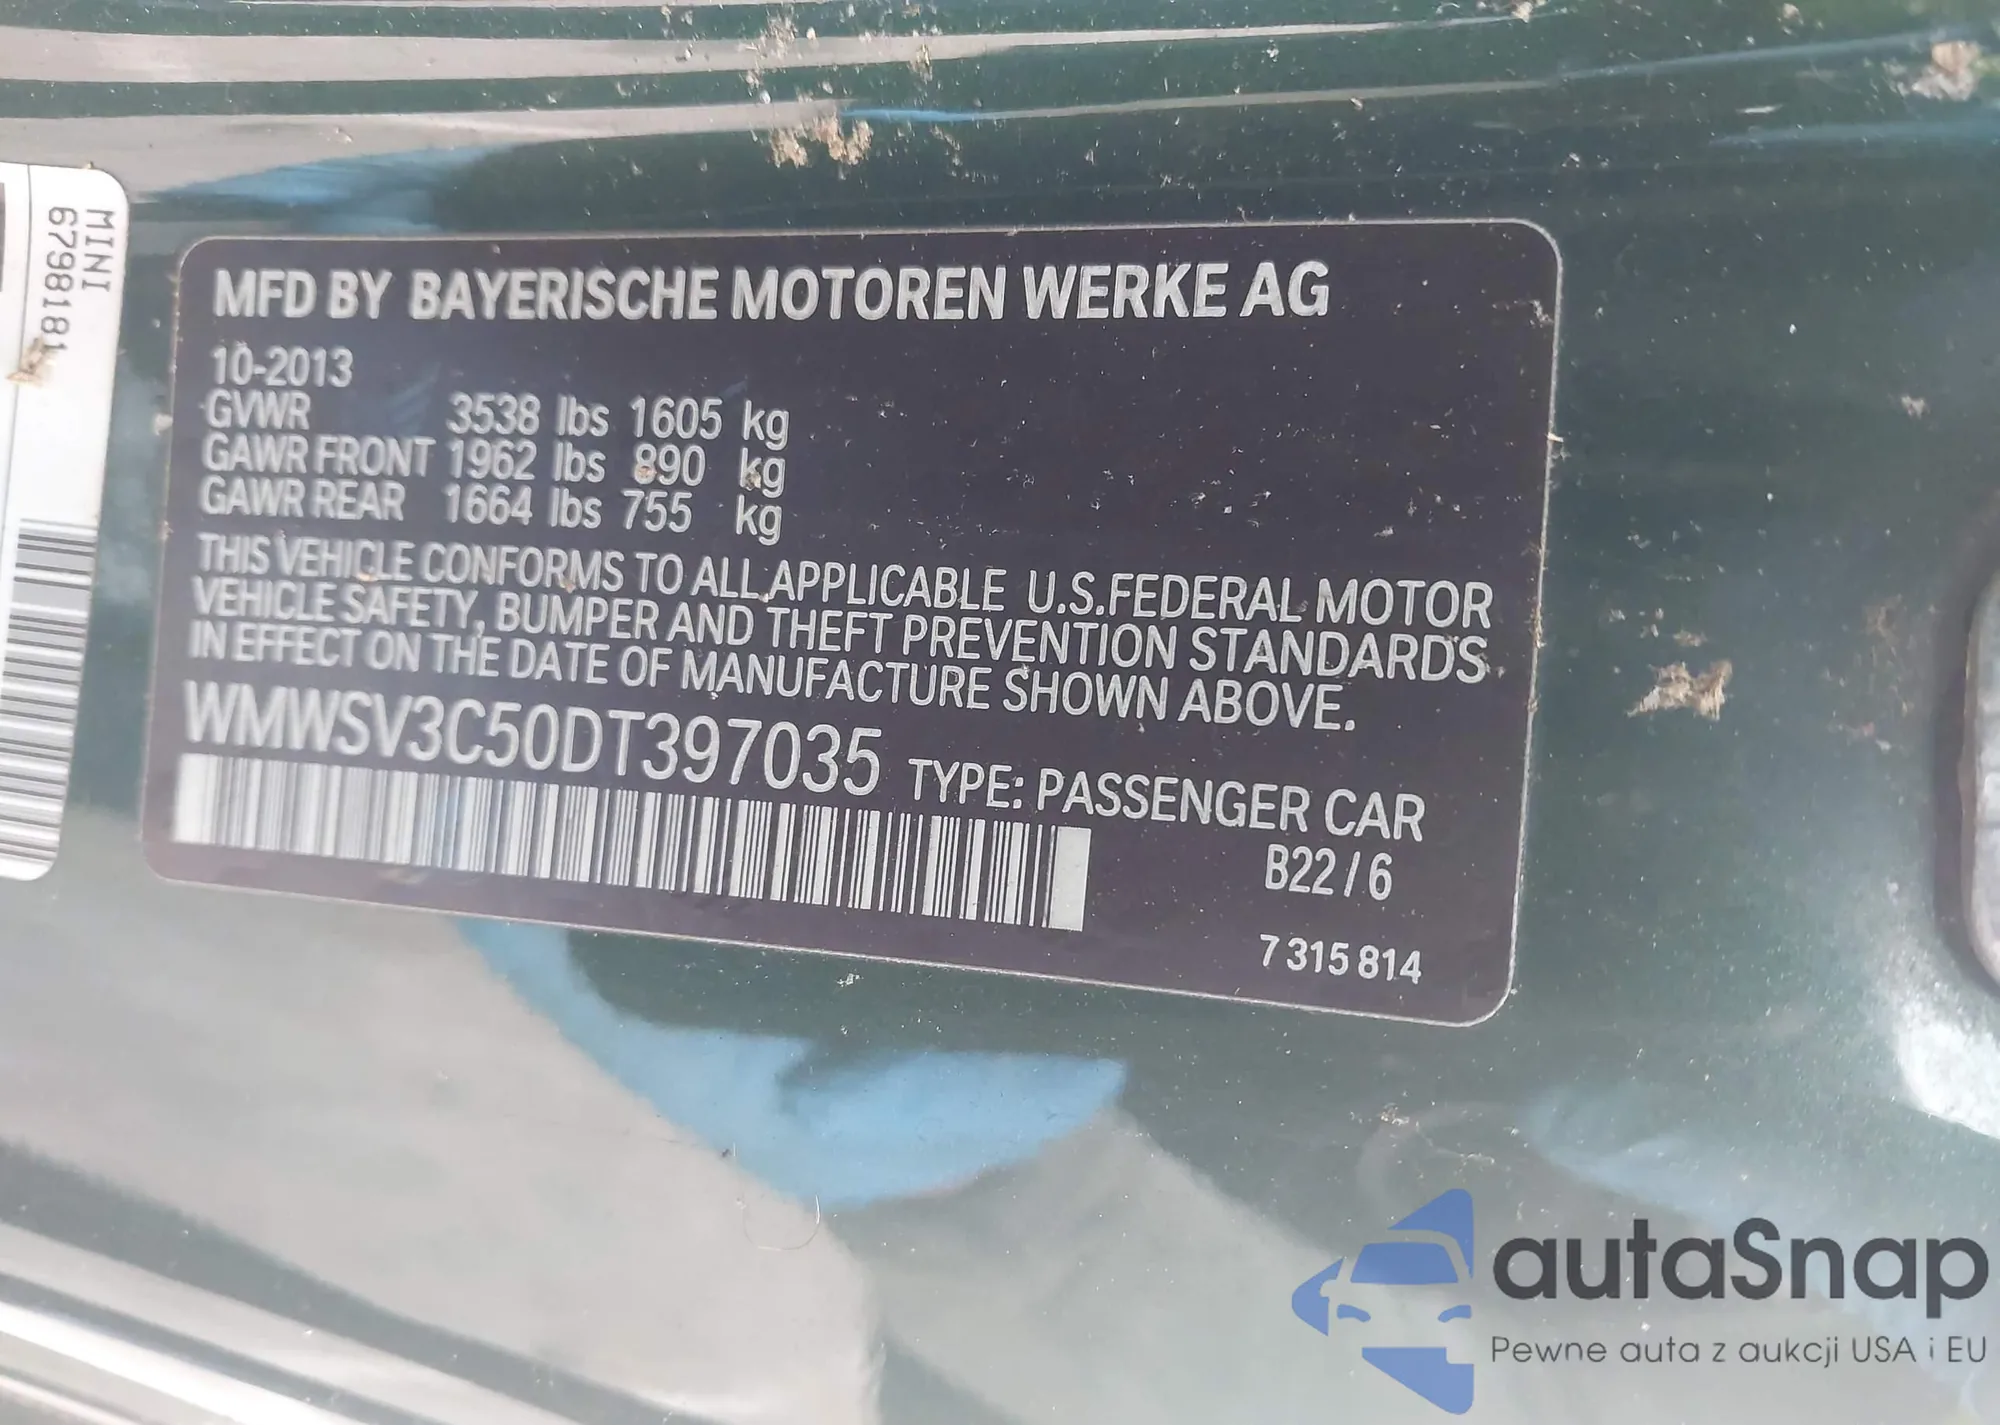 MINI
6798181
MFD BY BAYERISCHE MOTOREN WERKE AG
10-2013
GVWR 3538 lbs 1605 kg
GAWR FRONT 1962 lbs 890 kg
GAWR REAR 1664 lbs 755 kg
THIS VEHICLE CONFORMS TO ALL APPLICABLE U.S.FEDERAL MOTOR
VEHICLE SAFETY, BUMPER AND THEFT PREVENTION STANDARDS
IN EFFECT ON THE DATE OF MANUFACTURE SHOWN ABOVE.
WMWSV3C50DT397035 TYPE: PASSENGER CAR
B22/6
7 315 814
autaSnap
Pewne auta z aukcji USA i EU